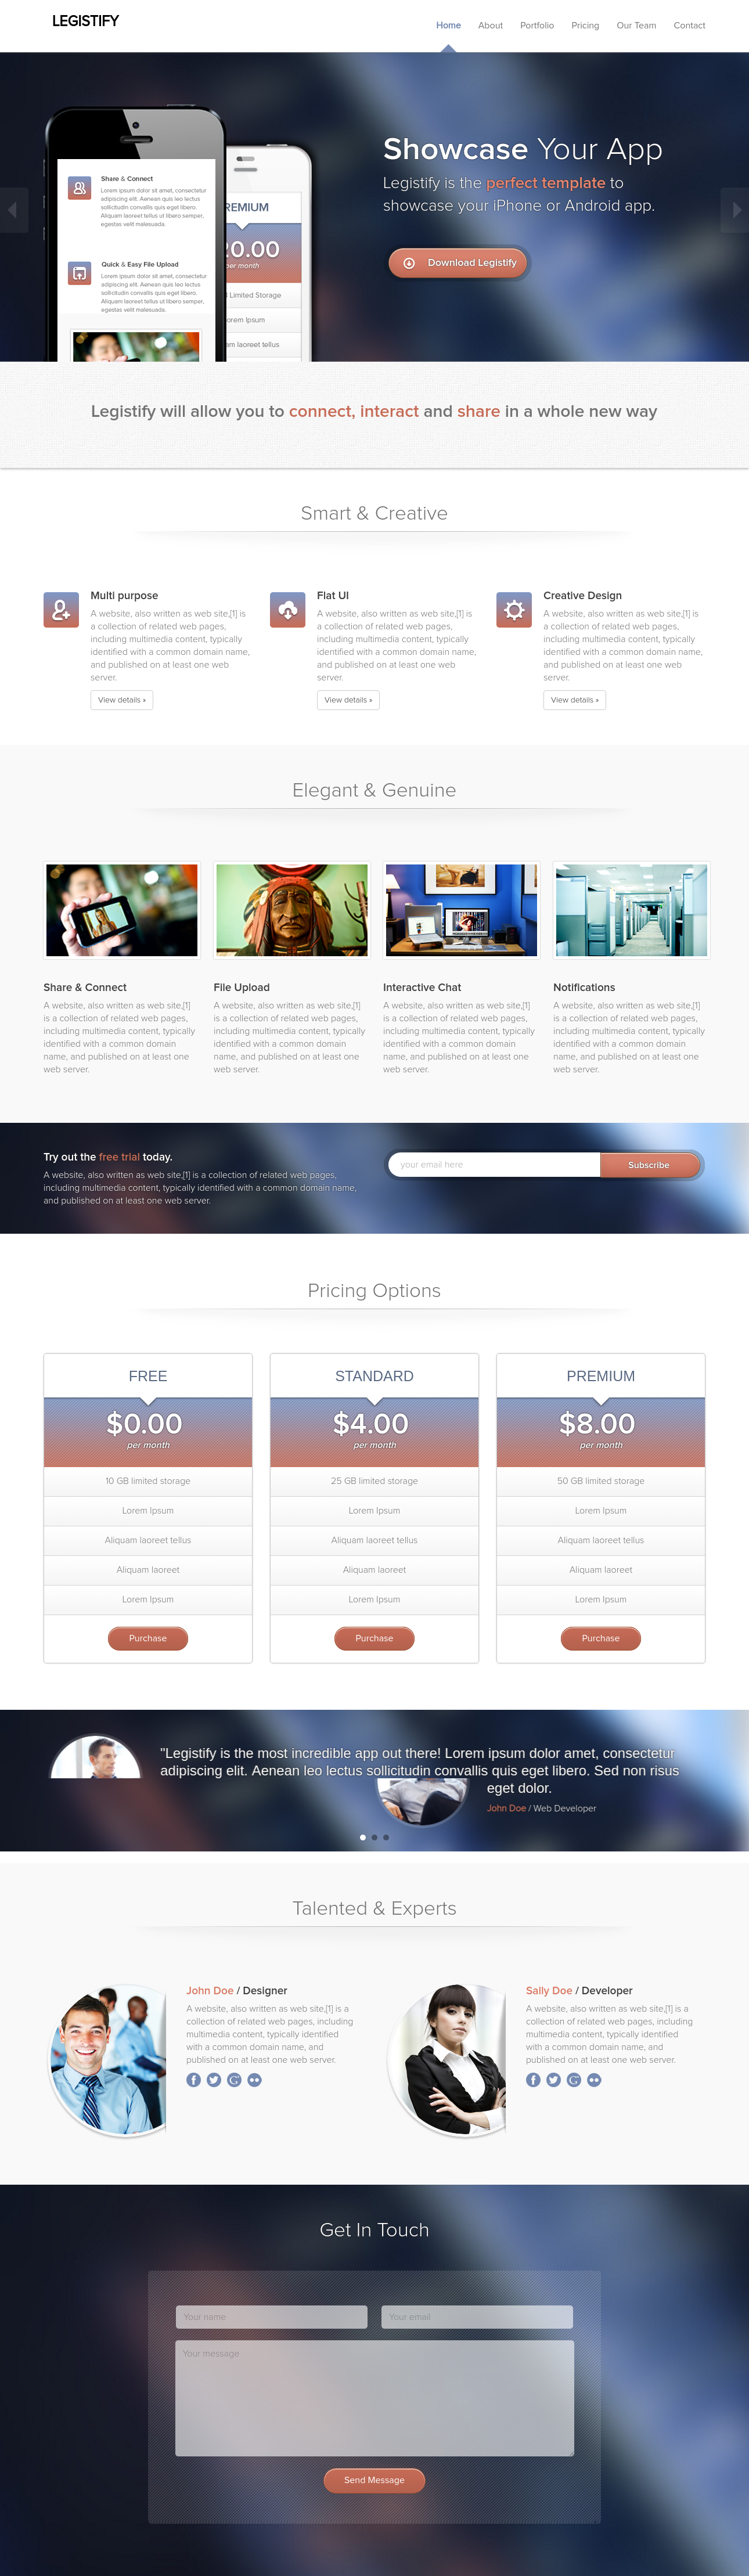 LEGISTIFY
Home About Portfolio Pricing Our Team Contact
Share & Connect
Lorem ipsum dolor sit amet, consectetur
adipiscing elit. Aenean quis leo lectus
sollicitudin convallis quis eget libero.
Aliquam laoreet tellus ut libero semper,
egestas velit malesuada.
Quick & Easy File Upload
Lorem ipsum dolor sit amet, consectetur
adipiscing elit. Aenean quis leo lectus
sollicitudin convallis quis eget libero.
Aliquam laoreet tellus ut libero semper,
egestas velit malesuada.
REMIUM
0.00
per month
Limited Storage
orem Ipsum
am laoreet tellus
Showcase Your App
Legistify is the perfect template to
showcase your iPhone or Android app.
Download Legistify
Legistify will allow you to connect, interact and share in a whole new way
Smart & Creative
Multi purpose
A website, also written as web site,[1] is
a collection of related web pages,
including multimedia content, typically
identified with a common domain name,
and published on at least one web
server.
View details »
Flat UI
A website, also written as web site,[1] is
a collection of related web pages,
including multimedia content, typically
identified with a common domain name,
and published on at least one web
server.
View details »
Creative Design
A website, also written as web site,[1] is
a collection of related web pages,
including multimedia content, typically
identified with a common domain name,
and published on at least one web
server.
View details »
Elegant & Genuine
Share & Connect
A website, also written as web site,[1]
is a collection of related web pages,
including multimedia content, typically
identified with a common domain
name, and published on at least one
web server.
File Upload
A website, also written as web site,[1]
is a collection of related web pages,
including multimedia content, typically
identified with a common domain
name, and published on at least one
web server.
Interactive Chat
A website, also written as web site,[1]
is a collection of related web pages,
including multimedia content, typically
identified with a common domain
name, and published on at least one
web server.
Notifications
A website, also written as web site,[1]
is a collection of related web pages,
including multimedia content, typically
identified with a common domain
name, and published on at least one
web server.
Try out the free trial today.
A website, also written as web site,[1] is a collection of related web pages,
including multimedia content, typically identified with a common domain name,
and published on at least one web server.
your email here
Subscribe
Pricing Options
FREE
$0.00
per month
10 GB limited storage
Lorem Ipsum
Aliquam laoreet tellus
Aliquam laoreet
Lorem Ipsum
Purchase
STANDARD
$4.00
per month
25 GB limited storage
Lorem Ipsum
Aliquam laoreet tellus
Aliquam laoreet
Lorem Ipsum
Purchase
PREMIUM
$8.00
per month
50 GB limited storage
Lorem Ipsum
Aliquam laoreet tellus
Aliquam laoreet
Lorem Ipsum
Purchase
"Legistify is the most incredible app out there! Lorem ipsum dolor amet, consectetur
adipiscing elit. Aenean leo lectus sollicitudin convallis quis eget libero. Sed non risus
eget dolor.
John Doe / Web Developer
Talented & Experts
John Doe / Designer
A website, also written as web site,[1] is a
collection of related web pages, including
multimedia content, typically identified
with a common domain name, and
published on at least one web server.
Sally Doe / Developer
A website, also written as web site,[1] is a
collection of related web pages, including
multimedia content, typically identified
with a common domain name, and
published on at least one web server.
Get In Touch
Your name
Your email
Your message
Send Message